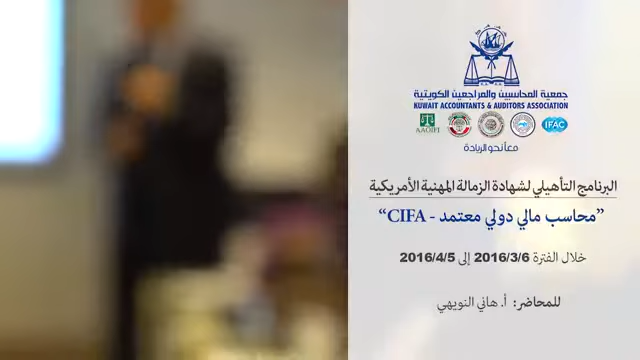 جمعية المحاسبين والمراجعين الكويتية
KUWAIT ACCOUNTANTS & AUDITORS ASSOCIATION
AAOIFI
IFAC
معاً نحو الريادة
البرنامج التأهيلي لشهادة الزمالة المهنية الأمريكية
”محاسب مالي دولي معتمد - CIFA“
خلال الفترة 2016/3/6 إلى 2016/4/5
للمحاضر: أ. هاني النويهي